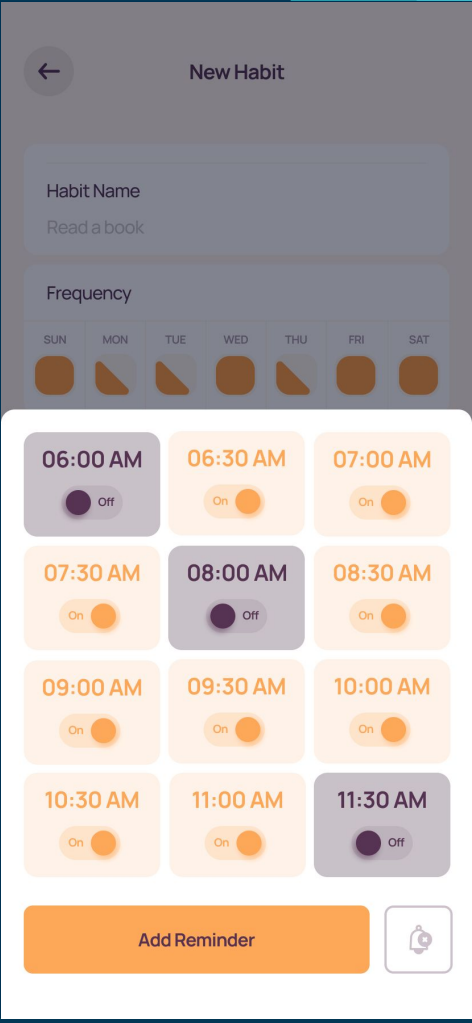 New Habit
Habit Name
Read a book
Frequency
SUN MON TUE WED THU FRI SAT
06:00 AM 06:30 AM 07:00 AM
Off On On
07:30 AM 08:00 AM 08:30 AM
On Off On
09:00 AM 09:30 AM 10:00 AM
On On On
10:30 AM 11:00 AM 11:30 AM
On On Off
Add Reminder